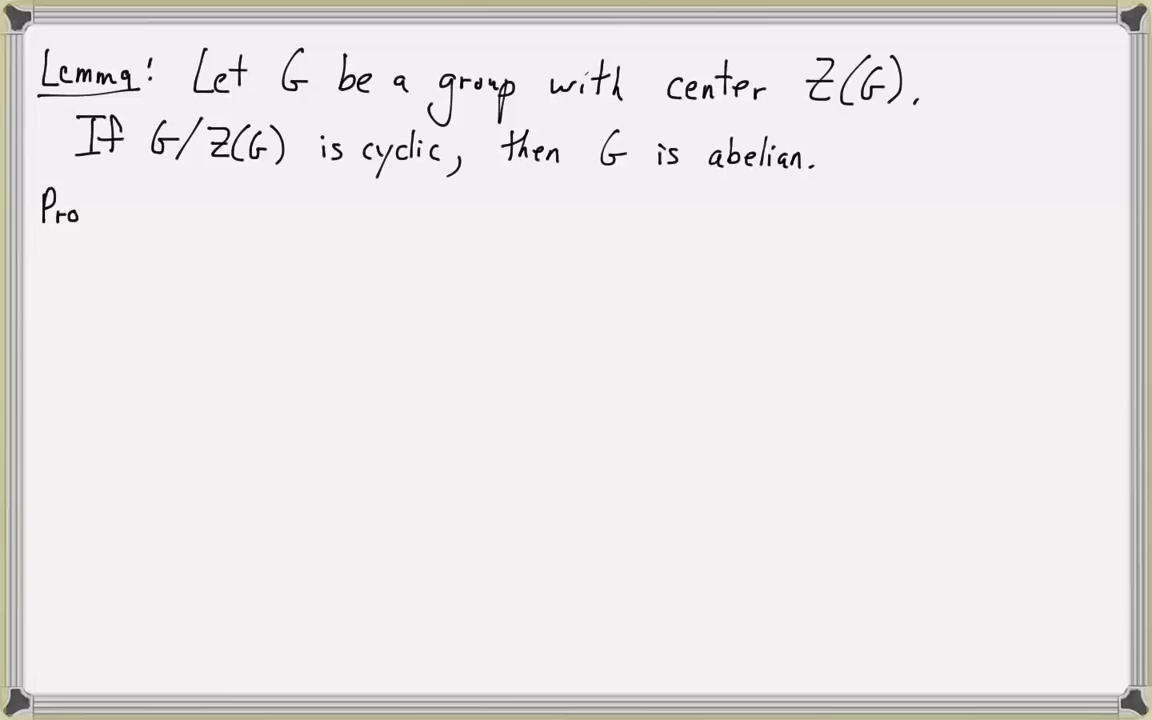 Lemma: Let G be a group with center Z(G).
If G/Z(G) is cyclic, then G is abelian.
Pro